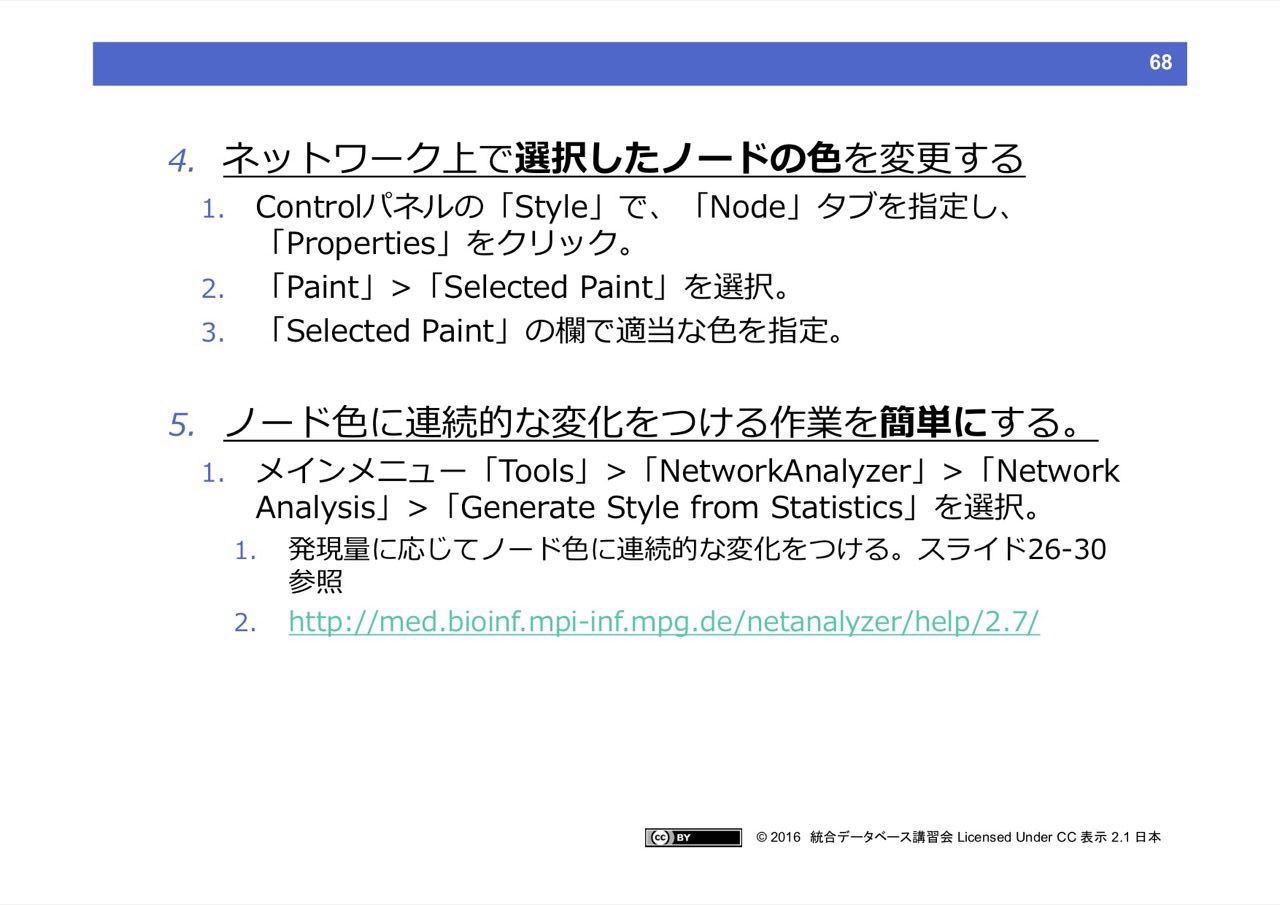 68
4. ネットワーク上で選択したノードの色を変更する
1. Controlパネルの「Style」で、「Node」タブを指定し、
「Properties」をクリック。
2. 「Paint」>「Selected Paint」を選択。
3. 「Selected Paint」の欄で適当な色を指定。
5. ノード色に連続的な変化をつける作業を簡単にする。
1. メインメニュー「Tools」>「NetworkAnalyzer」>「Network
Analysis」>「Generate Style from Statistics」を選択。
1. 発現量に応じてノード色に連続的な変化をつける。スライド26-30
参照
2. http://med.bioinf.mpi-inf.mpg.de/netanalyzer/help/2.7/
cc BY © 2016 統合データベース講習会 Licensed Under CC 表示 2.1 日本